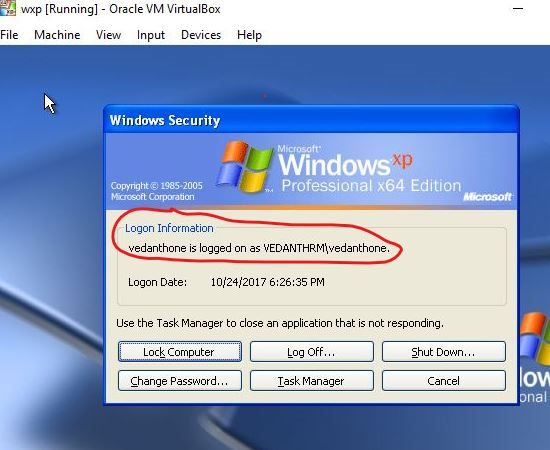 wxp [Running] - Oracle VM VirtualBox
File Machine View Input Devices Help
Windows Security
Microsoft®
Windows xp
Professional x64 Edition
Copyright © 1985-2005
Microsoft Corporation
Microsoft
Logon Information
vedanthone is logged on as VEDANTHRM\vedanthone.
Logon Date: 10/24/2017 6:26:35 PM
Use the Task Manager to close an application that is not responding.
Lock Computer Log Off... Shut Down...
Change Password... Task Manager Cancel